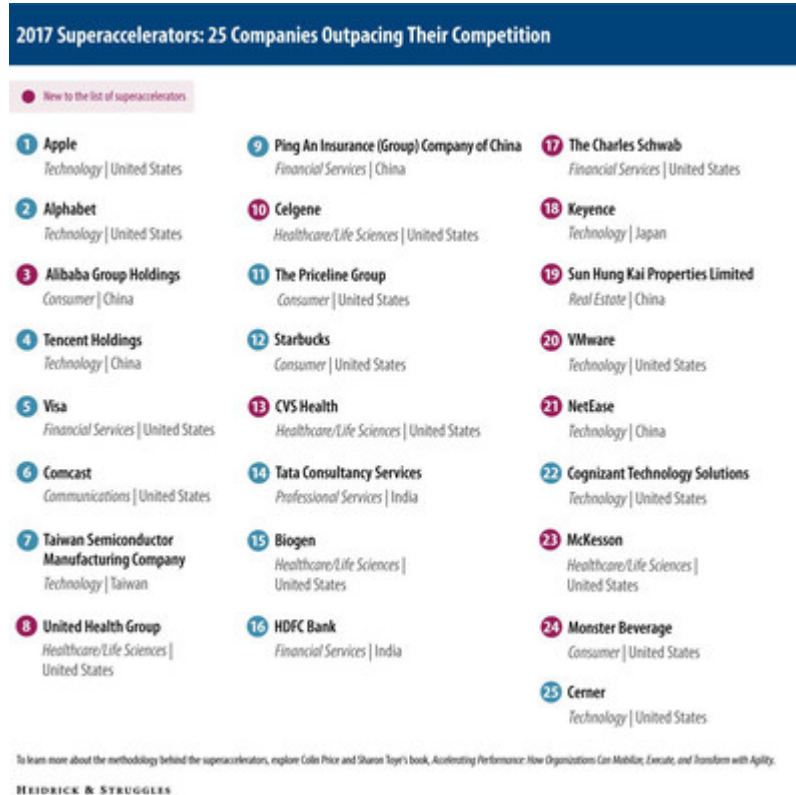 2017 Superaccelerators: 25 Companies Outpacing Their Competition
New to the list of superaccelerators
1 Apple
Technology | United States
2 Alphabet
Technology | United States
3 Alibaba Group Holdings
Consumer | China
4 Tencent Holdings
Technology | China
5 Visa
Financial Services | United States
6 Comcast
Communications | United States
7 Taiwan Semiconductor
Manufacturing Company
Technology | Taiwan
8 United Health Group
Healthcare/Life Sciences |
United States
9 Ping An Insurance (Group) Company of China
Financial Services | China
10 Celgene
Healthcare/Life Sciences | United States
11 The Priceline Group
Consumer | United States
12 Starbucks
Consumer | United States
13 CVS Health
Healthcare/Life Sciences | United States
14 Tata Consultancy Services
Professional Services | India
15 Biogen
Healthcare/Life Sciences |
United States
16 HDFC Bank
Financial Services | India
17 The Charles Schwab
Financial Services | United States
18 Keyence
Technology | Japan
19 Sun Hung Kai Properties Limited
Real Estate | China
20 VMware
Technology | United States
21 NetEase
Technology | China
22 Cognizant Technology Solutions
Technology | United States
23 McKesson
Healthcare/Life Sciences |
United States
24 Monster Beverage
Consumer | United States
25 Cerner
Technology | United States
To learn more about the methodology behind the superaccelerators, explore Colin Price and Sharon Toye's book, Accelerating Performance: How Organizations Can Mobilize, Execute, and Transform with Agility.
HEIDRICK & STRUGGLES